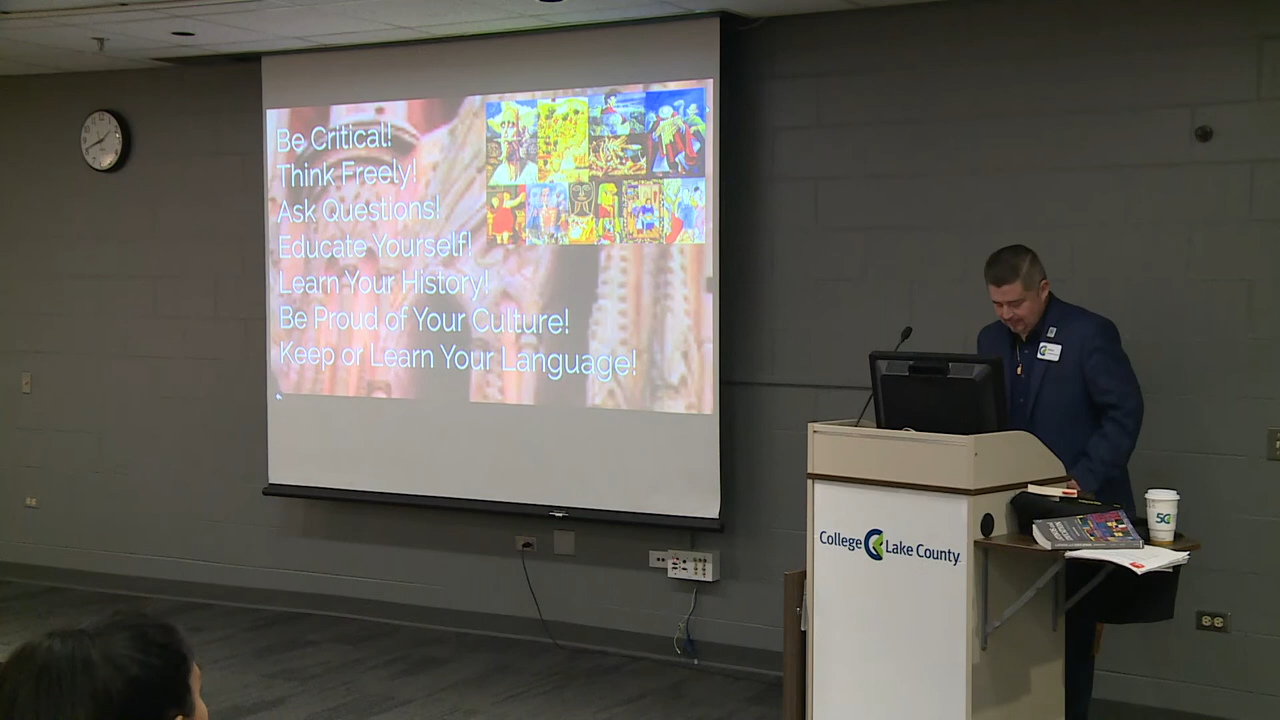 Be Critical!
Think Freely!
Ask Questions!
Educate Yourself!
Learn Your History!
Be Proud of Your Culture!
Keep or Learn Your Language!
College Lake County
50